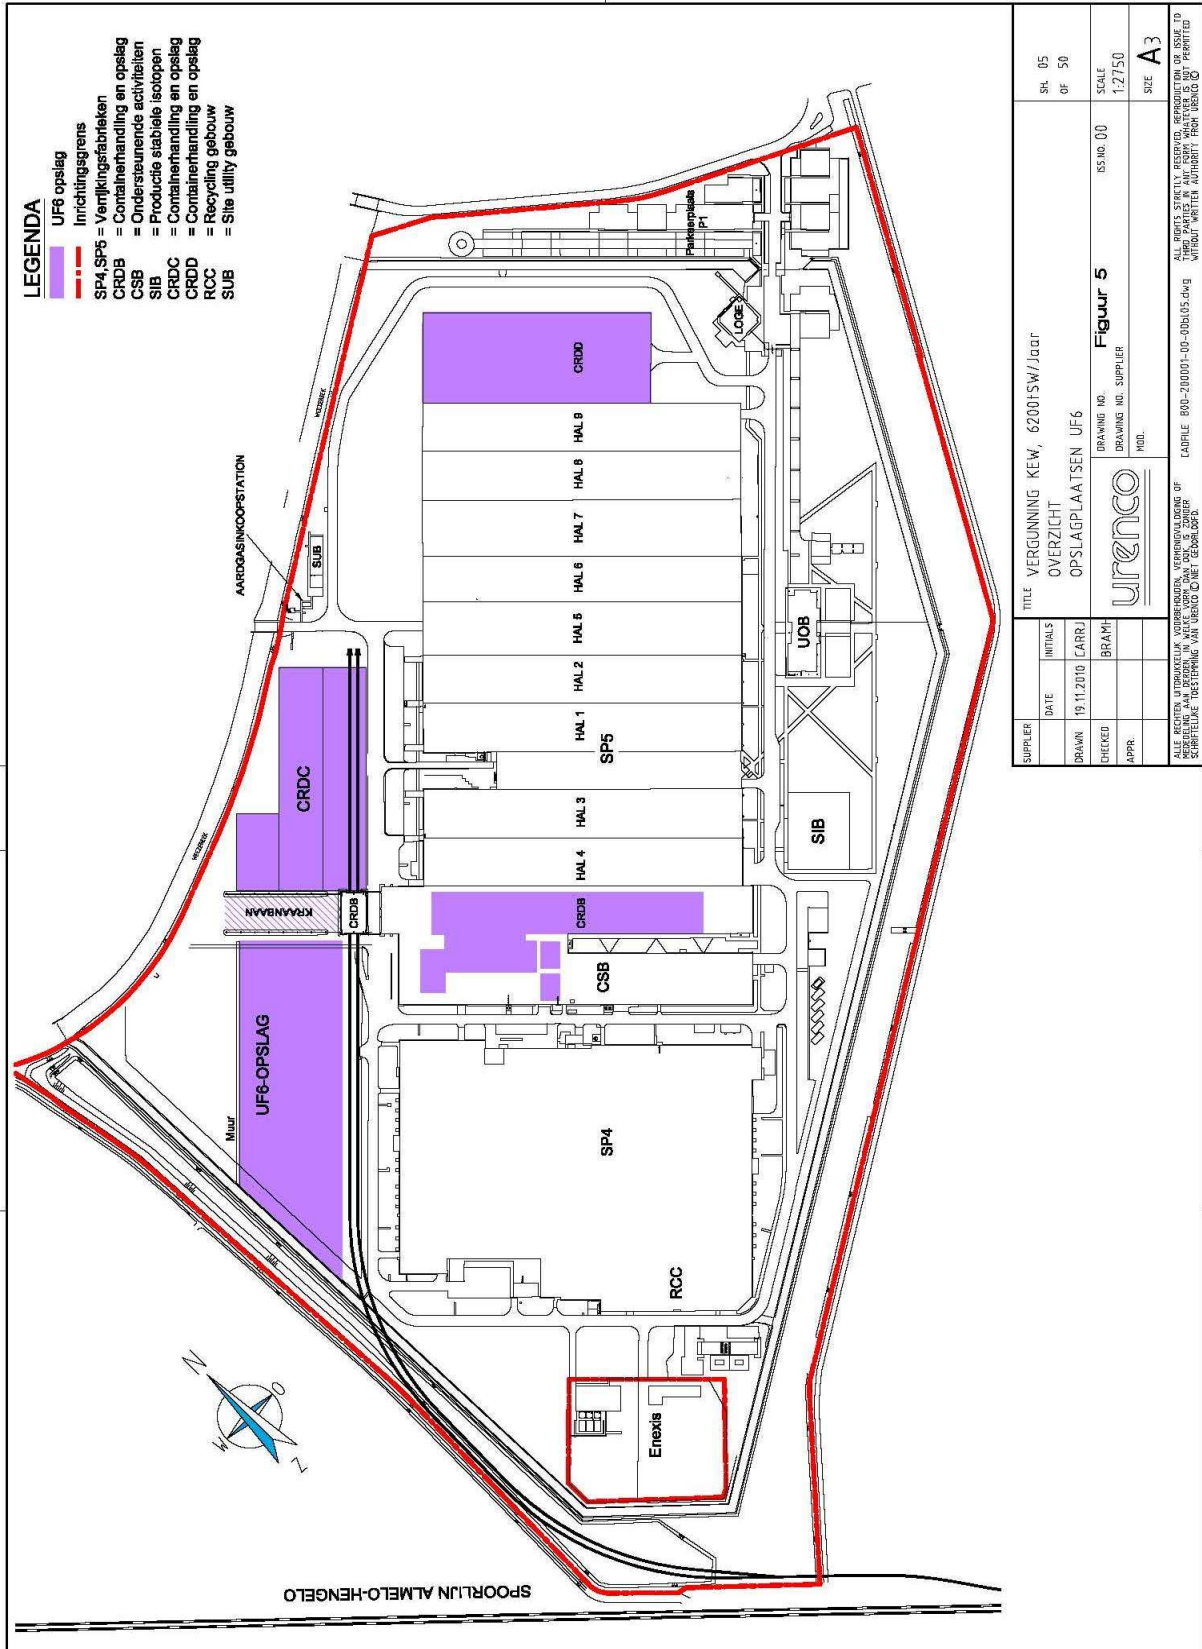 LEGENDA
UF6 opslag
Inrichtingsgrens
SP4,SP5 = Verrijkingsfabrieken
CRDB = Containerhandling en opslag
CSB = Ondersteunende activiteiten
SIB = Productie stabiele isotopen
CRDC = Containerhandling en opslag
CRDD = Containerhandling en opslag
RCC = Recycling gebouw
SUB = Site utility gebouw
AARDGASINKOOPSTATION
SUB
WEEZEBEEK
WEEZEBEEK
Parkeerplaats
P1
LOGE
CRDD
HAL 9
HAL 8
HAL 7
HAL 6
HAL 5
HAL 2
HAL 1
SP5
HAL 3
HAL 4
CRDB
CRDC
KRAANBAAN
CRDB
CSB
UOB
SIB
UF6-OPSLAG
Muur
SP4
RCC
Enexis
N
O
Z
W
SPOORLIJN ALMELO-HENGELO
SUPPLIER
DATE
INITIALS
DRAWN 19.11.2010 CARRJ
CHECKED BRAMH
APPR.
TITLE VERGUNNING KEW, 6200tSW/Jaar
OVERZICHT
OPSLAGPLAATSEN UF6
SH. 05
OF 50
urenco
DRAWING NO. Figuur 5
DRAWING NO. SUPPLIER
MOD.
ISS.NO. 00
SCALE
1:2750
SIZE A3
ALLE RECHTEN UITDRUKKELIJK VOORBEHOUDEN, VERMENIGVULDIGING OF
MEDEDELING AAN DERDEN, IN WELKE VORM DAN OOK, IS ZONDER
SCHRIFTELIJKE TOESTEMMING VAN URENCO © NIET GEOORLOOFD.
CADFILE B00-200001-00-00bl05.dwg
ALL RIGHTS STRICTLY RESERVED, REPRODUCTION OR ISSUE TO
THIRD PARTIES IN ANY FORM WHATEVER IS NOT PERMITTED
WITHOUT WRITTEN AUTHORITY FROM URENCO ©